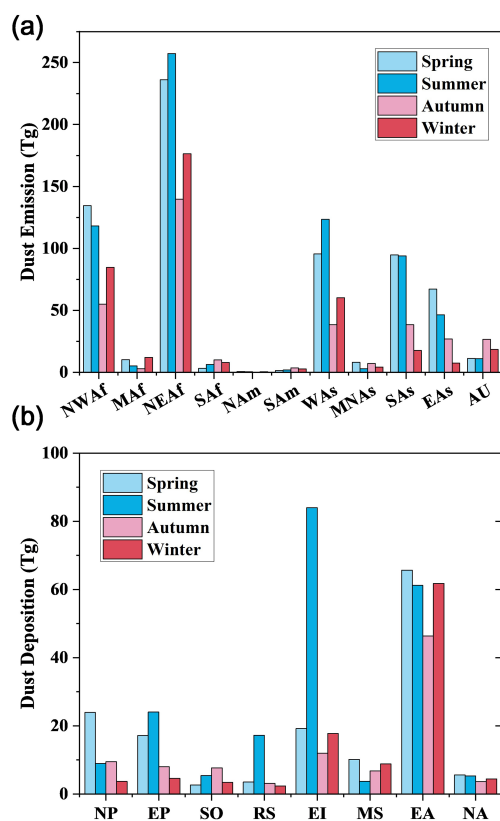 (a)
Dust Emission (Tg)
250
200
150
100
50
0
Spring
Summer
Autumn
Winter
NWAf MAf NEAf SAf NAm SAm WAs MNAs SAs EAs AU
(b)
Dust Deposition (Tg)
100
80
60
40
20
0
Spring
Summer
Autumn
Winter
NP EP SO RS EI MS EA NA